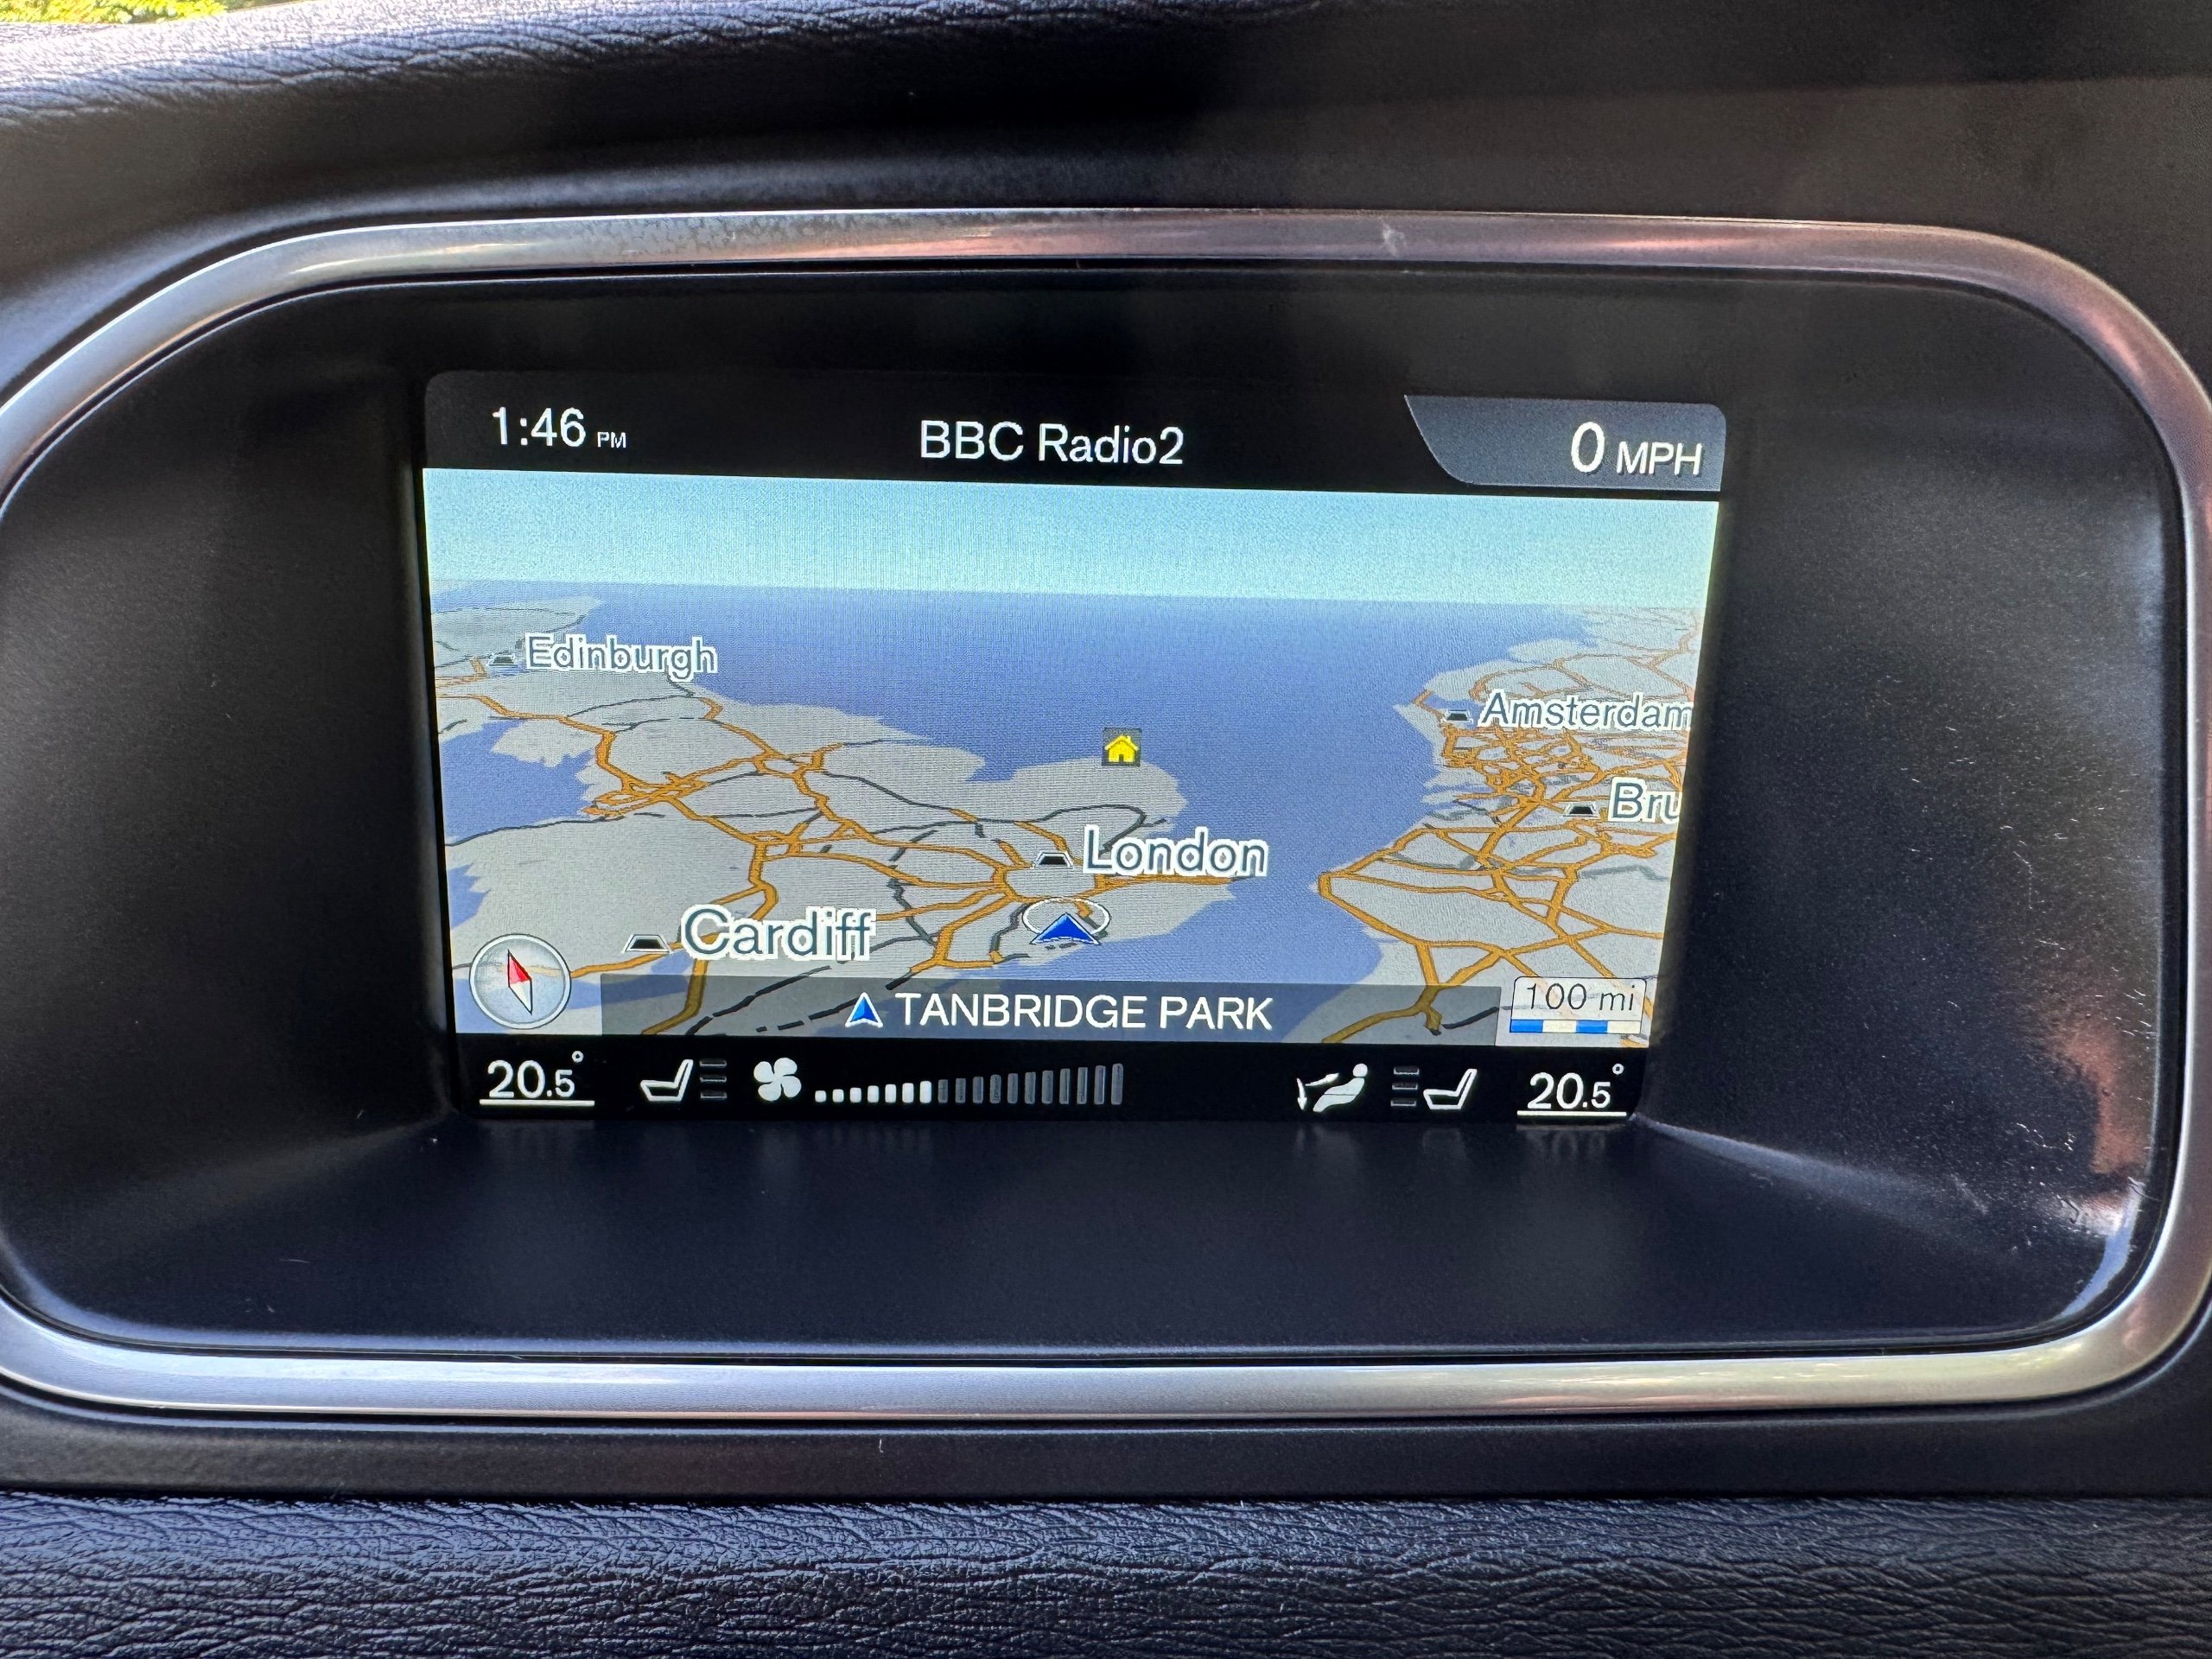 1:46 PM
BBC Radio2
0 MPH
Edinburgh
Amsterdam
Bru
London
Cardiff
TANBRIDGE PARK
100 mi
20.5°
20.5°